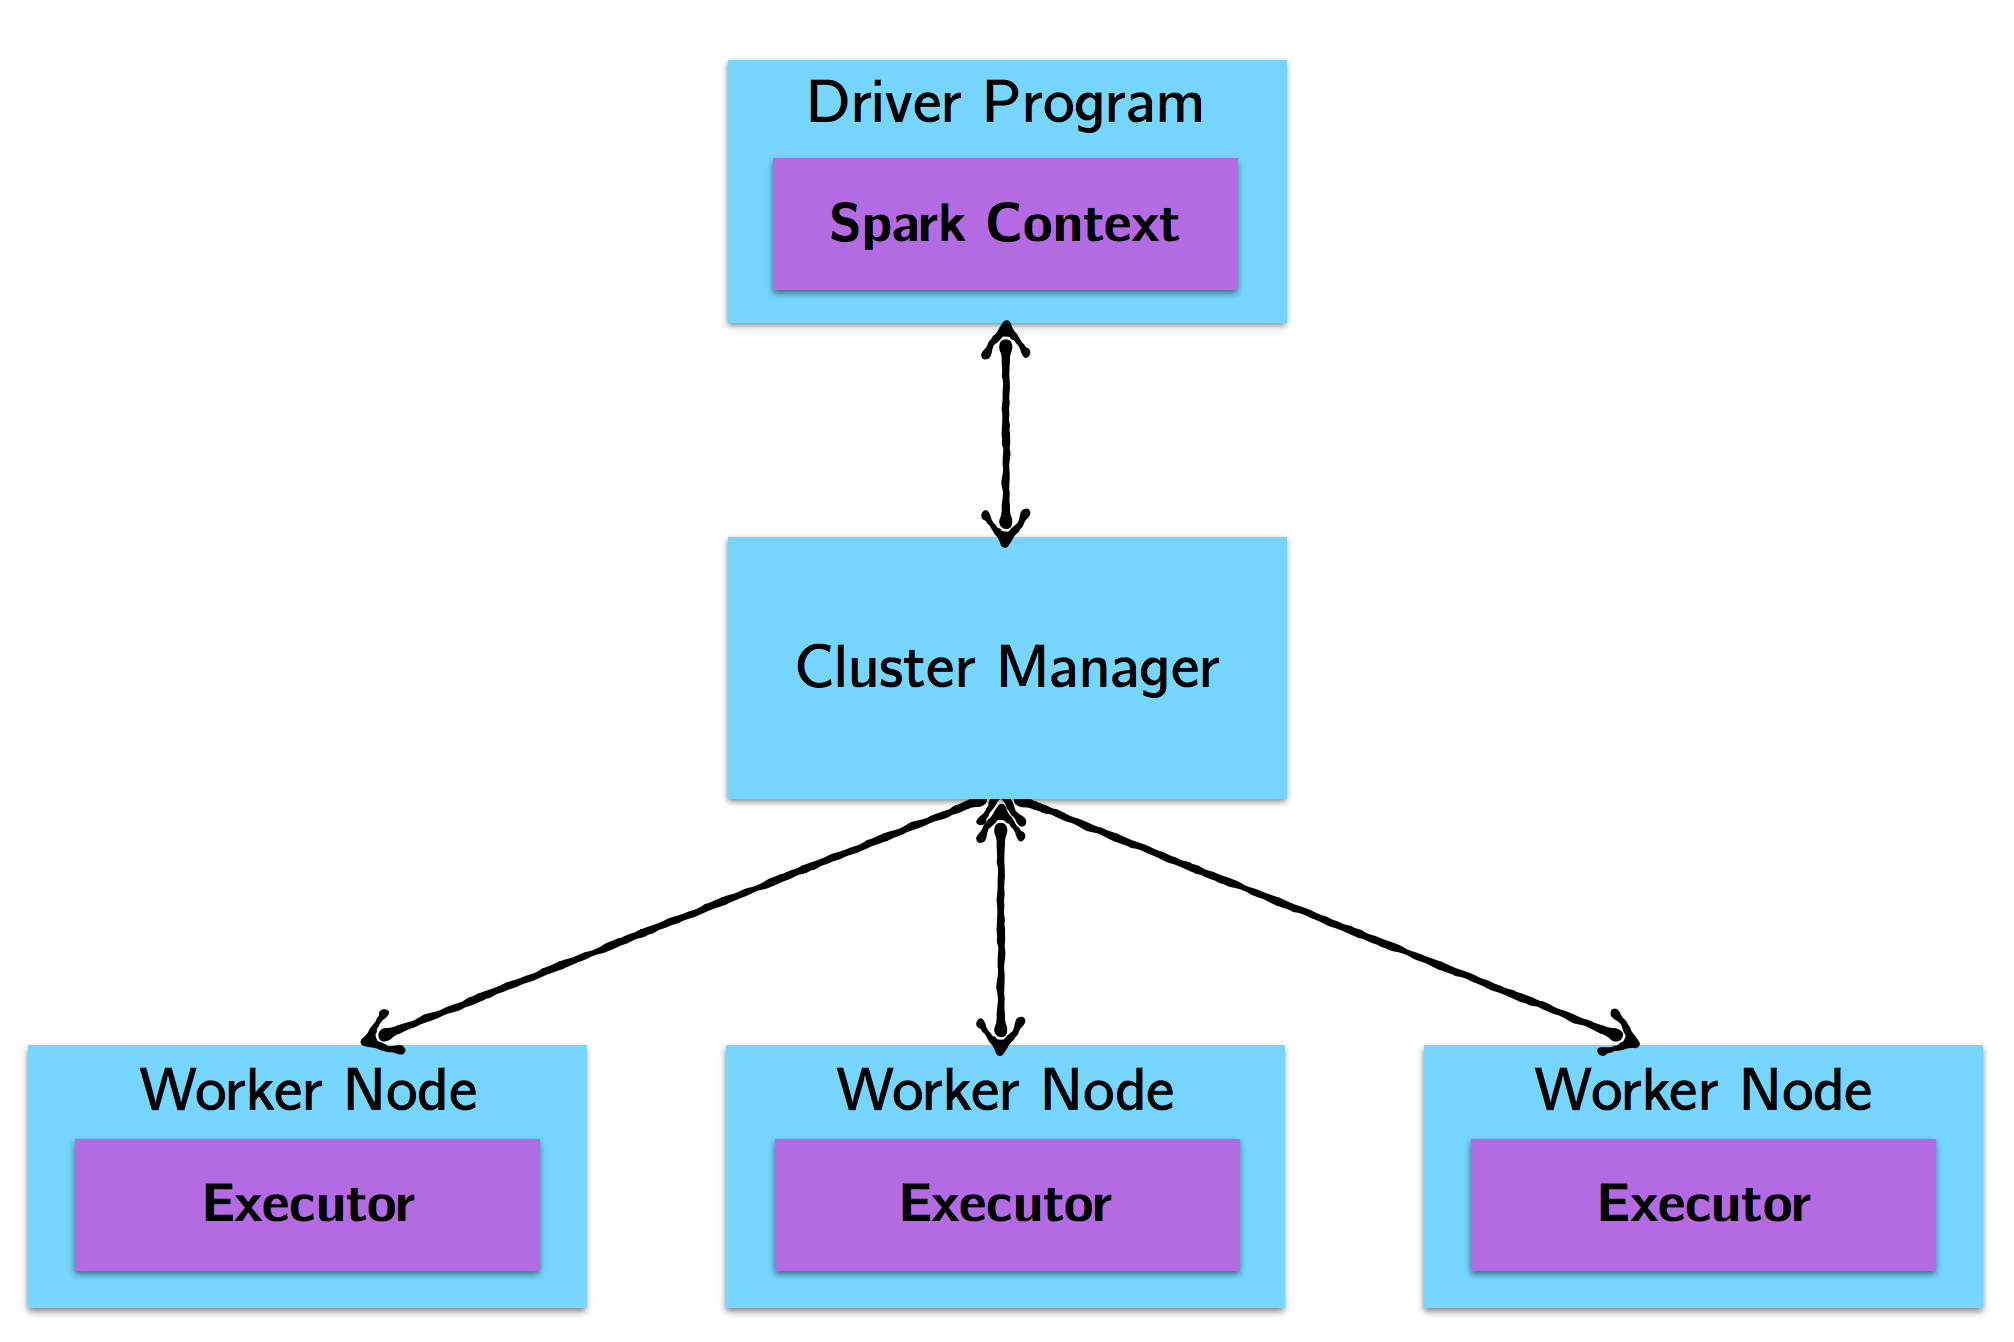 Driver Program
Spark Context
Cluster Manager
Worker Node
Executor
Worker Node
Executor
Worker Node
Executor